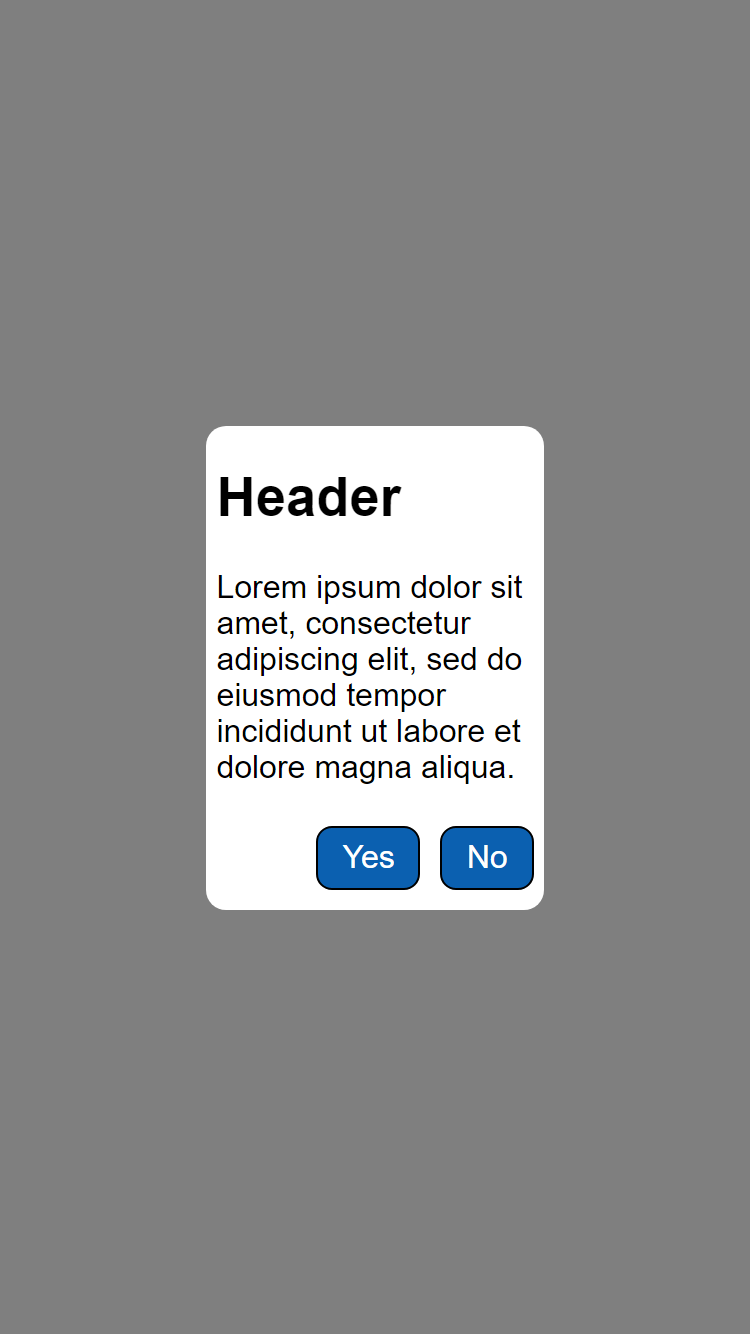 Header
Lorem ipsum dolor sit
amet, consectetur
adipiscing elit, sed do
eiusmod tempor
incididunt ut labore et
dolore magna aliqua.
Yes No